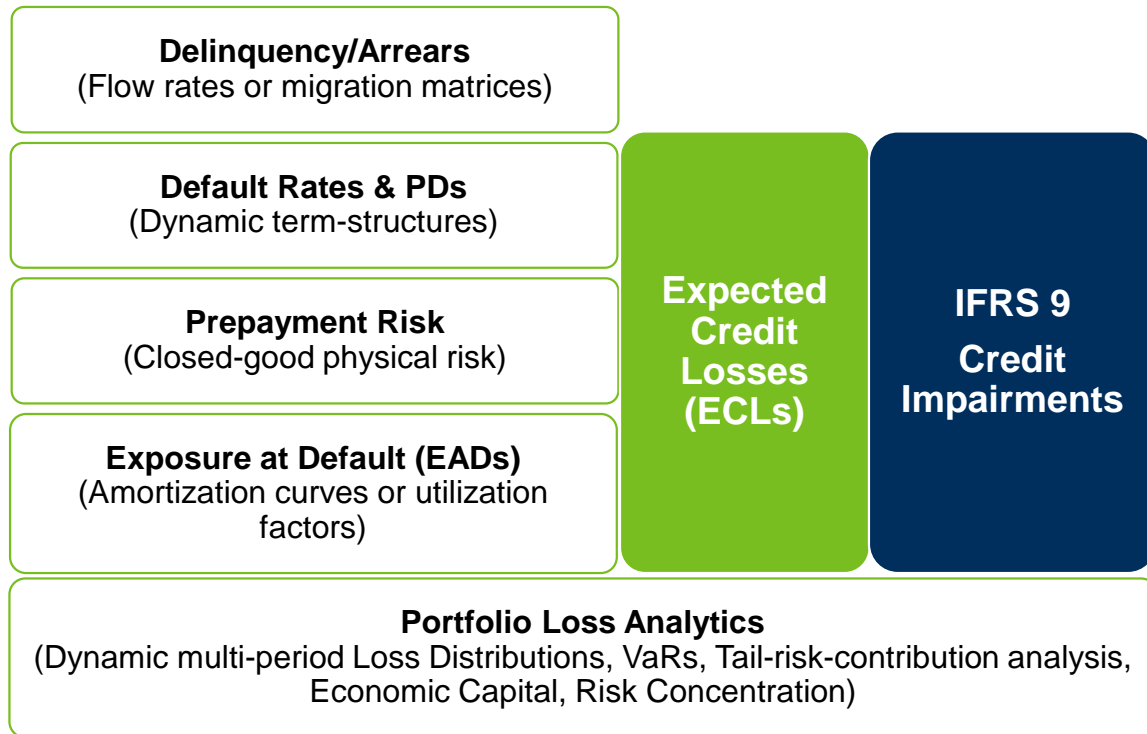 Delinquency/Arrears
(Flow rates or migration matrices)
Default Rates & PDs
(Dynamic term-structures)
Prepayment Risk
(Closed-good physical risk)
Exposure at Default (EADs)
(Amortization curves or utilization
factors)
Expected
Credit
Losses
(ECLs)
IFRS 9
Credit
Impairments
Portfolio Loss Analytics
(Dynamic multi-period Loss Distributions, VaRs, Tail-risk-contribution analysis,
Economic Capital, Risk Concentration)